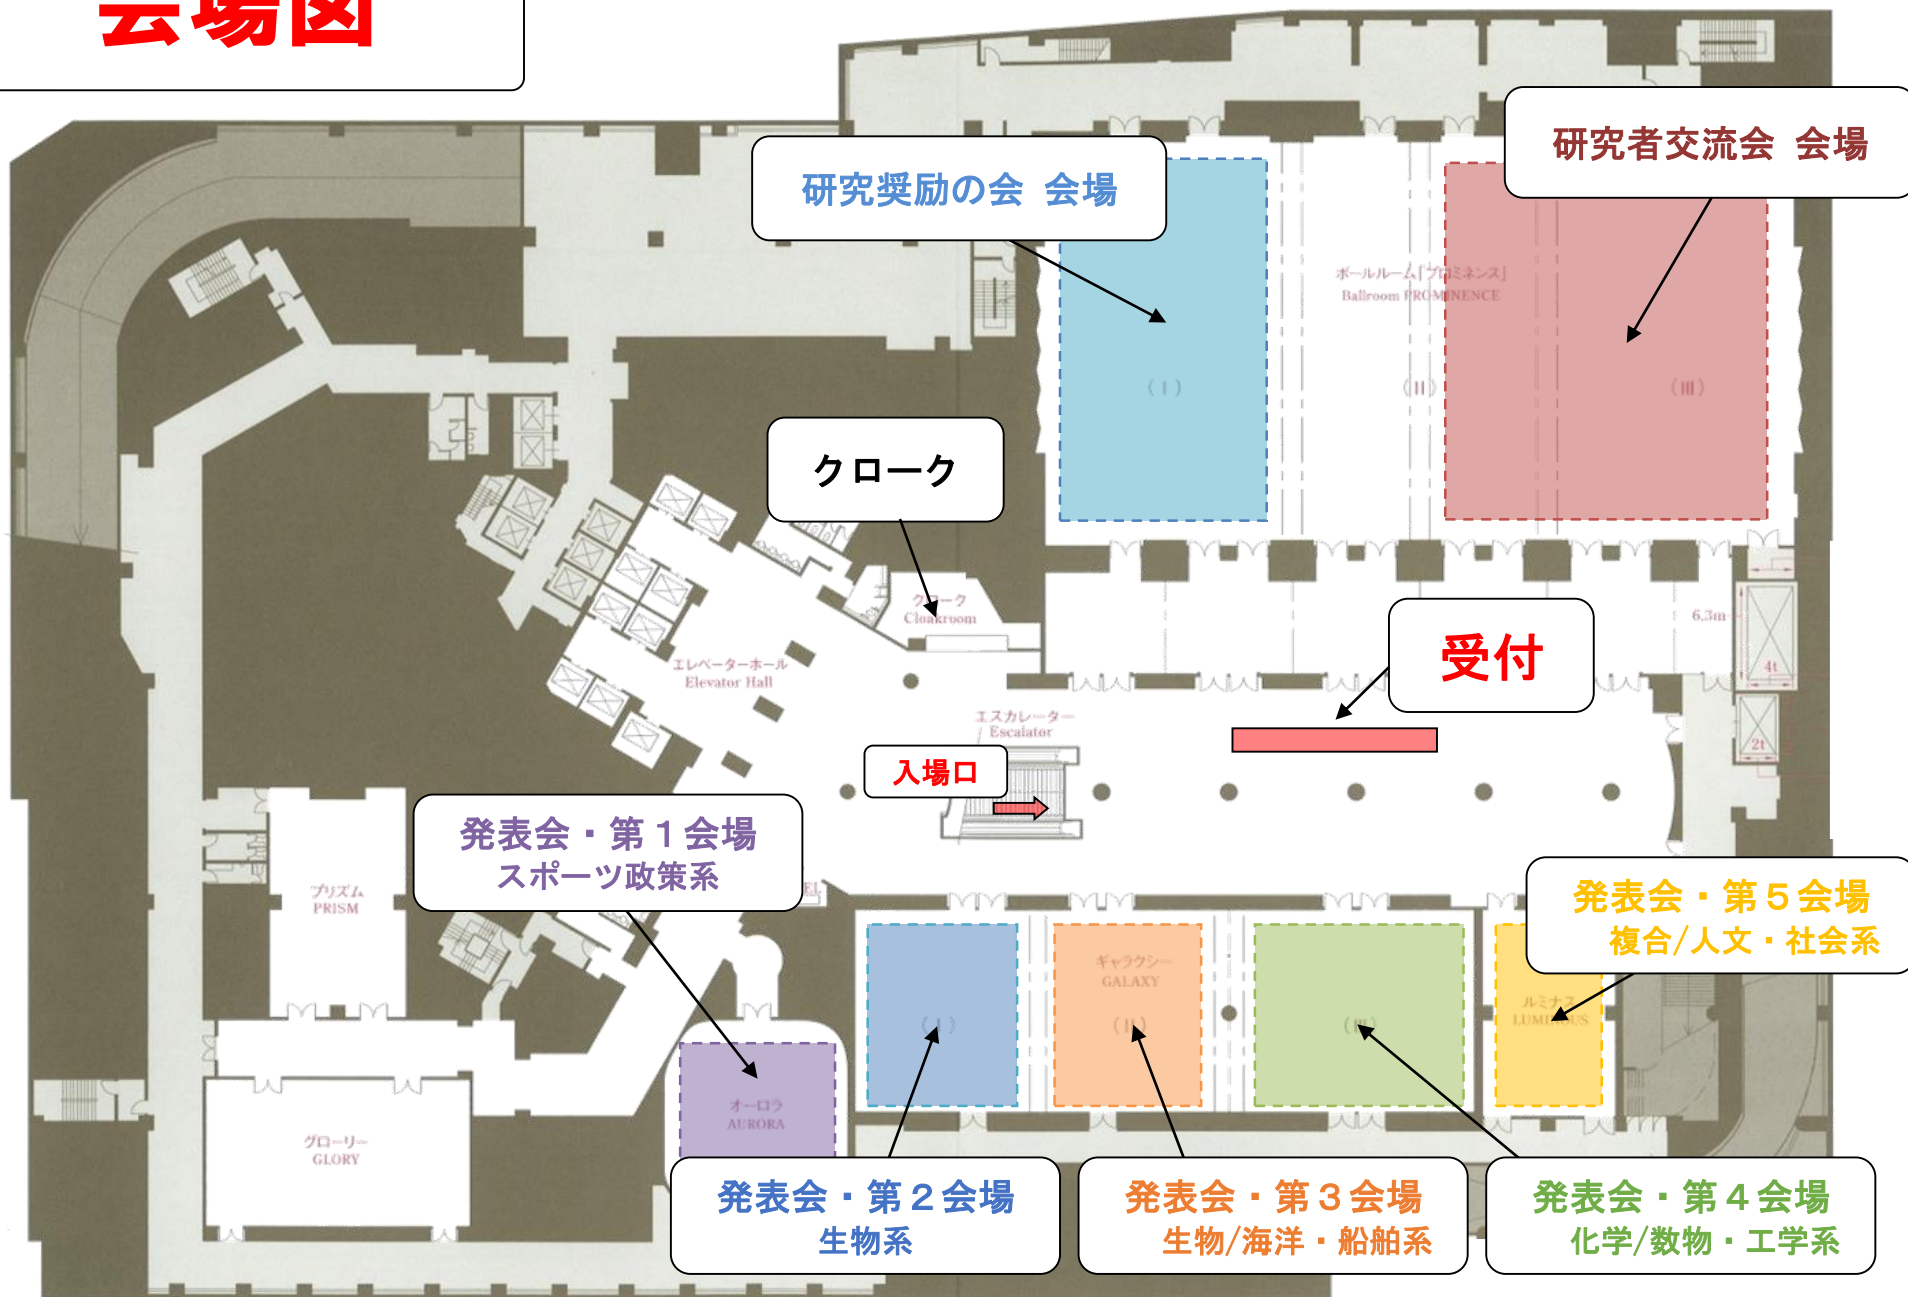 会場図
研究者交流会 会場
研究奨励の会 会場
ボールルーム「プロミネンス」
Ballroom PROMINENCE
(Ⅰ)
(Ⅱ)
(Ⅲ)
クローク
クローク
Cloakroom
6.3m
4t
2t
受付
エレベーターホール
Elevator Hall
エスカレーター
Escalator
入場口
発表会・第1会場
スポーツ政策系
プリズム
PRISM
発表会・第5会場
複合/人文・社会系
ギャラクシー
GALAXY
(Ⅰ)
(Ⅱ)
(Ⅲ)
ルミナス
LUMINOUS
オーロラ
AURORA
グローリー
GLORY
発表会・第2会場
生物系
発表会・第3会場
生物/海洋・船舶系
発表会・第4会場
化学/数物・工学系